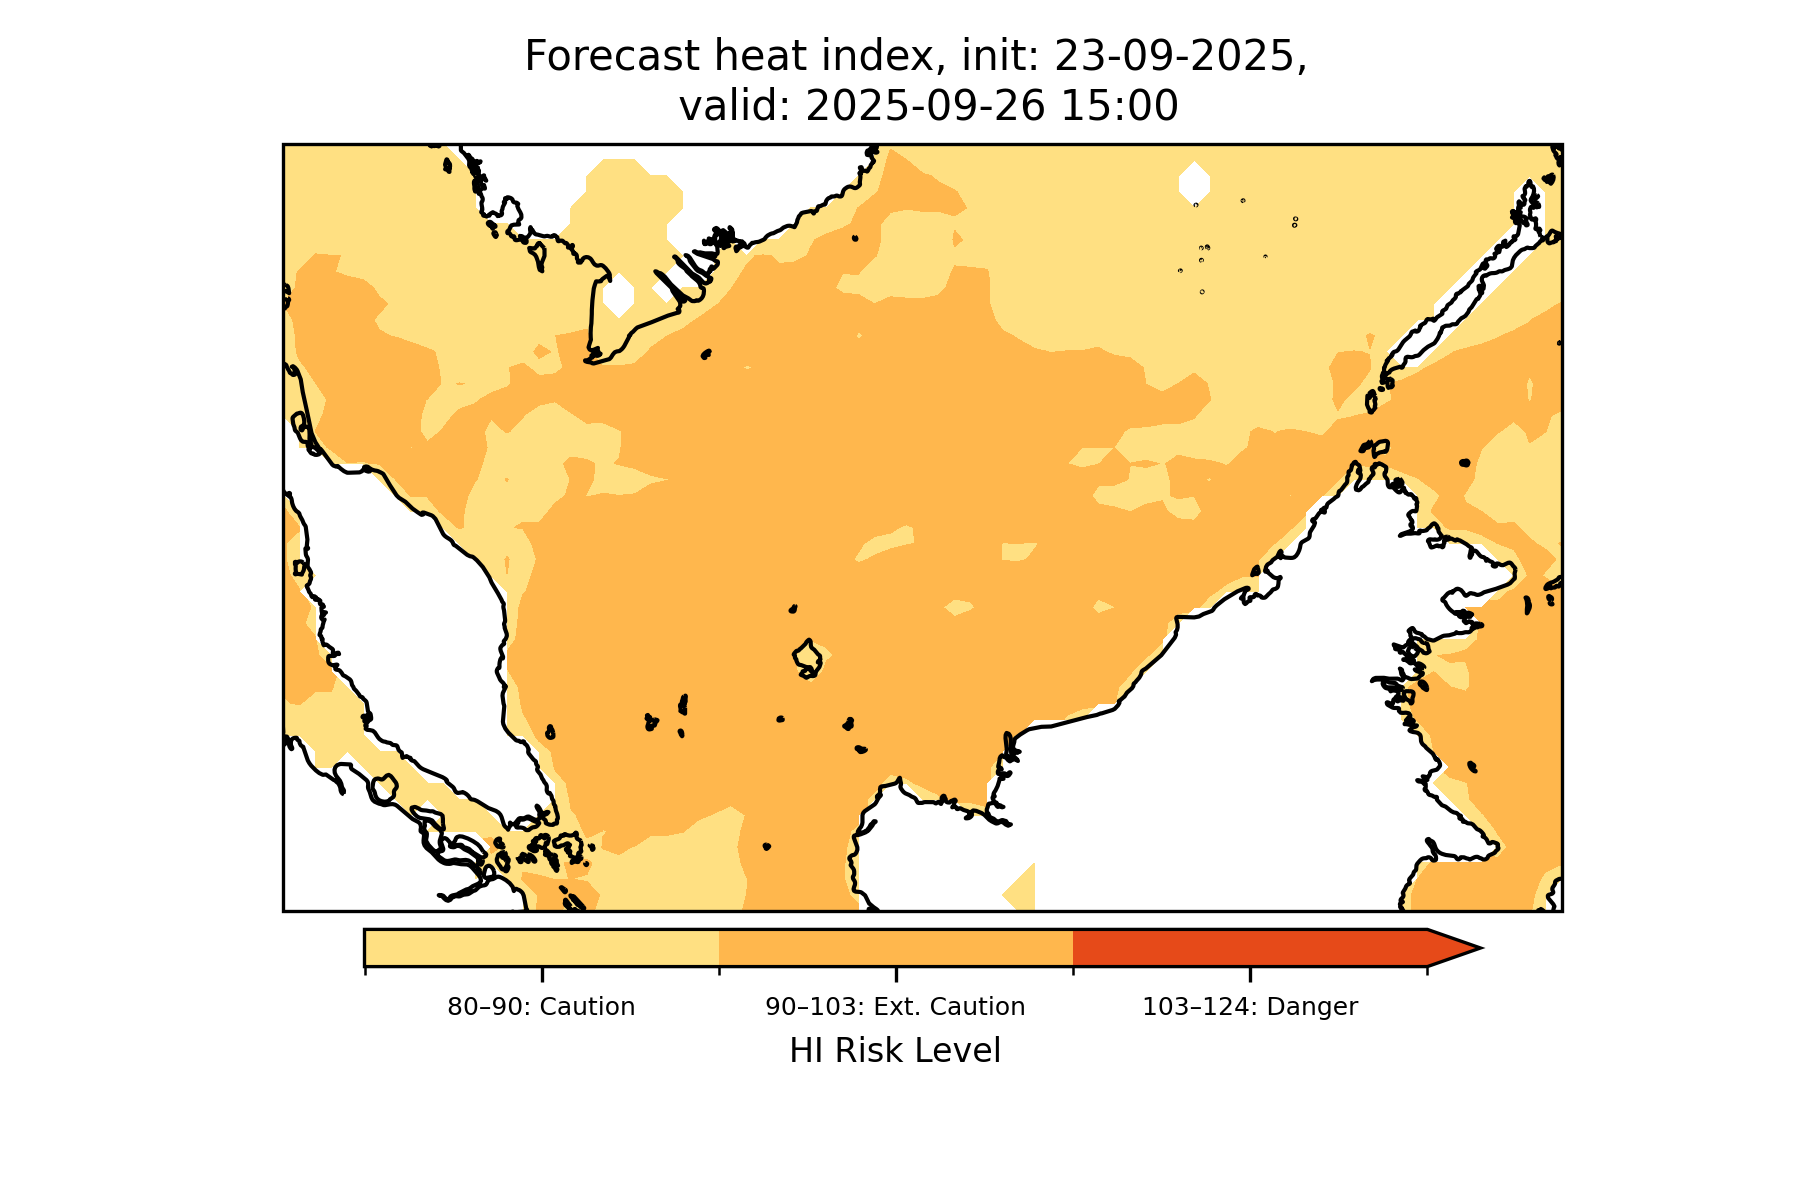 Forecast heat index, init: 23-09-2025,
valid: 2025-09-26 15:00
80–90: Caution
90–103: Ext. Caution
103–124: Danger
HI Risk Level